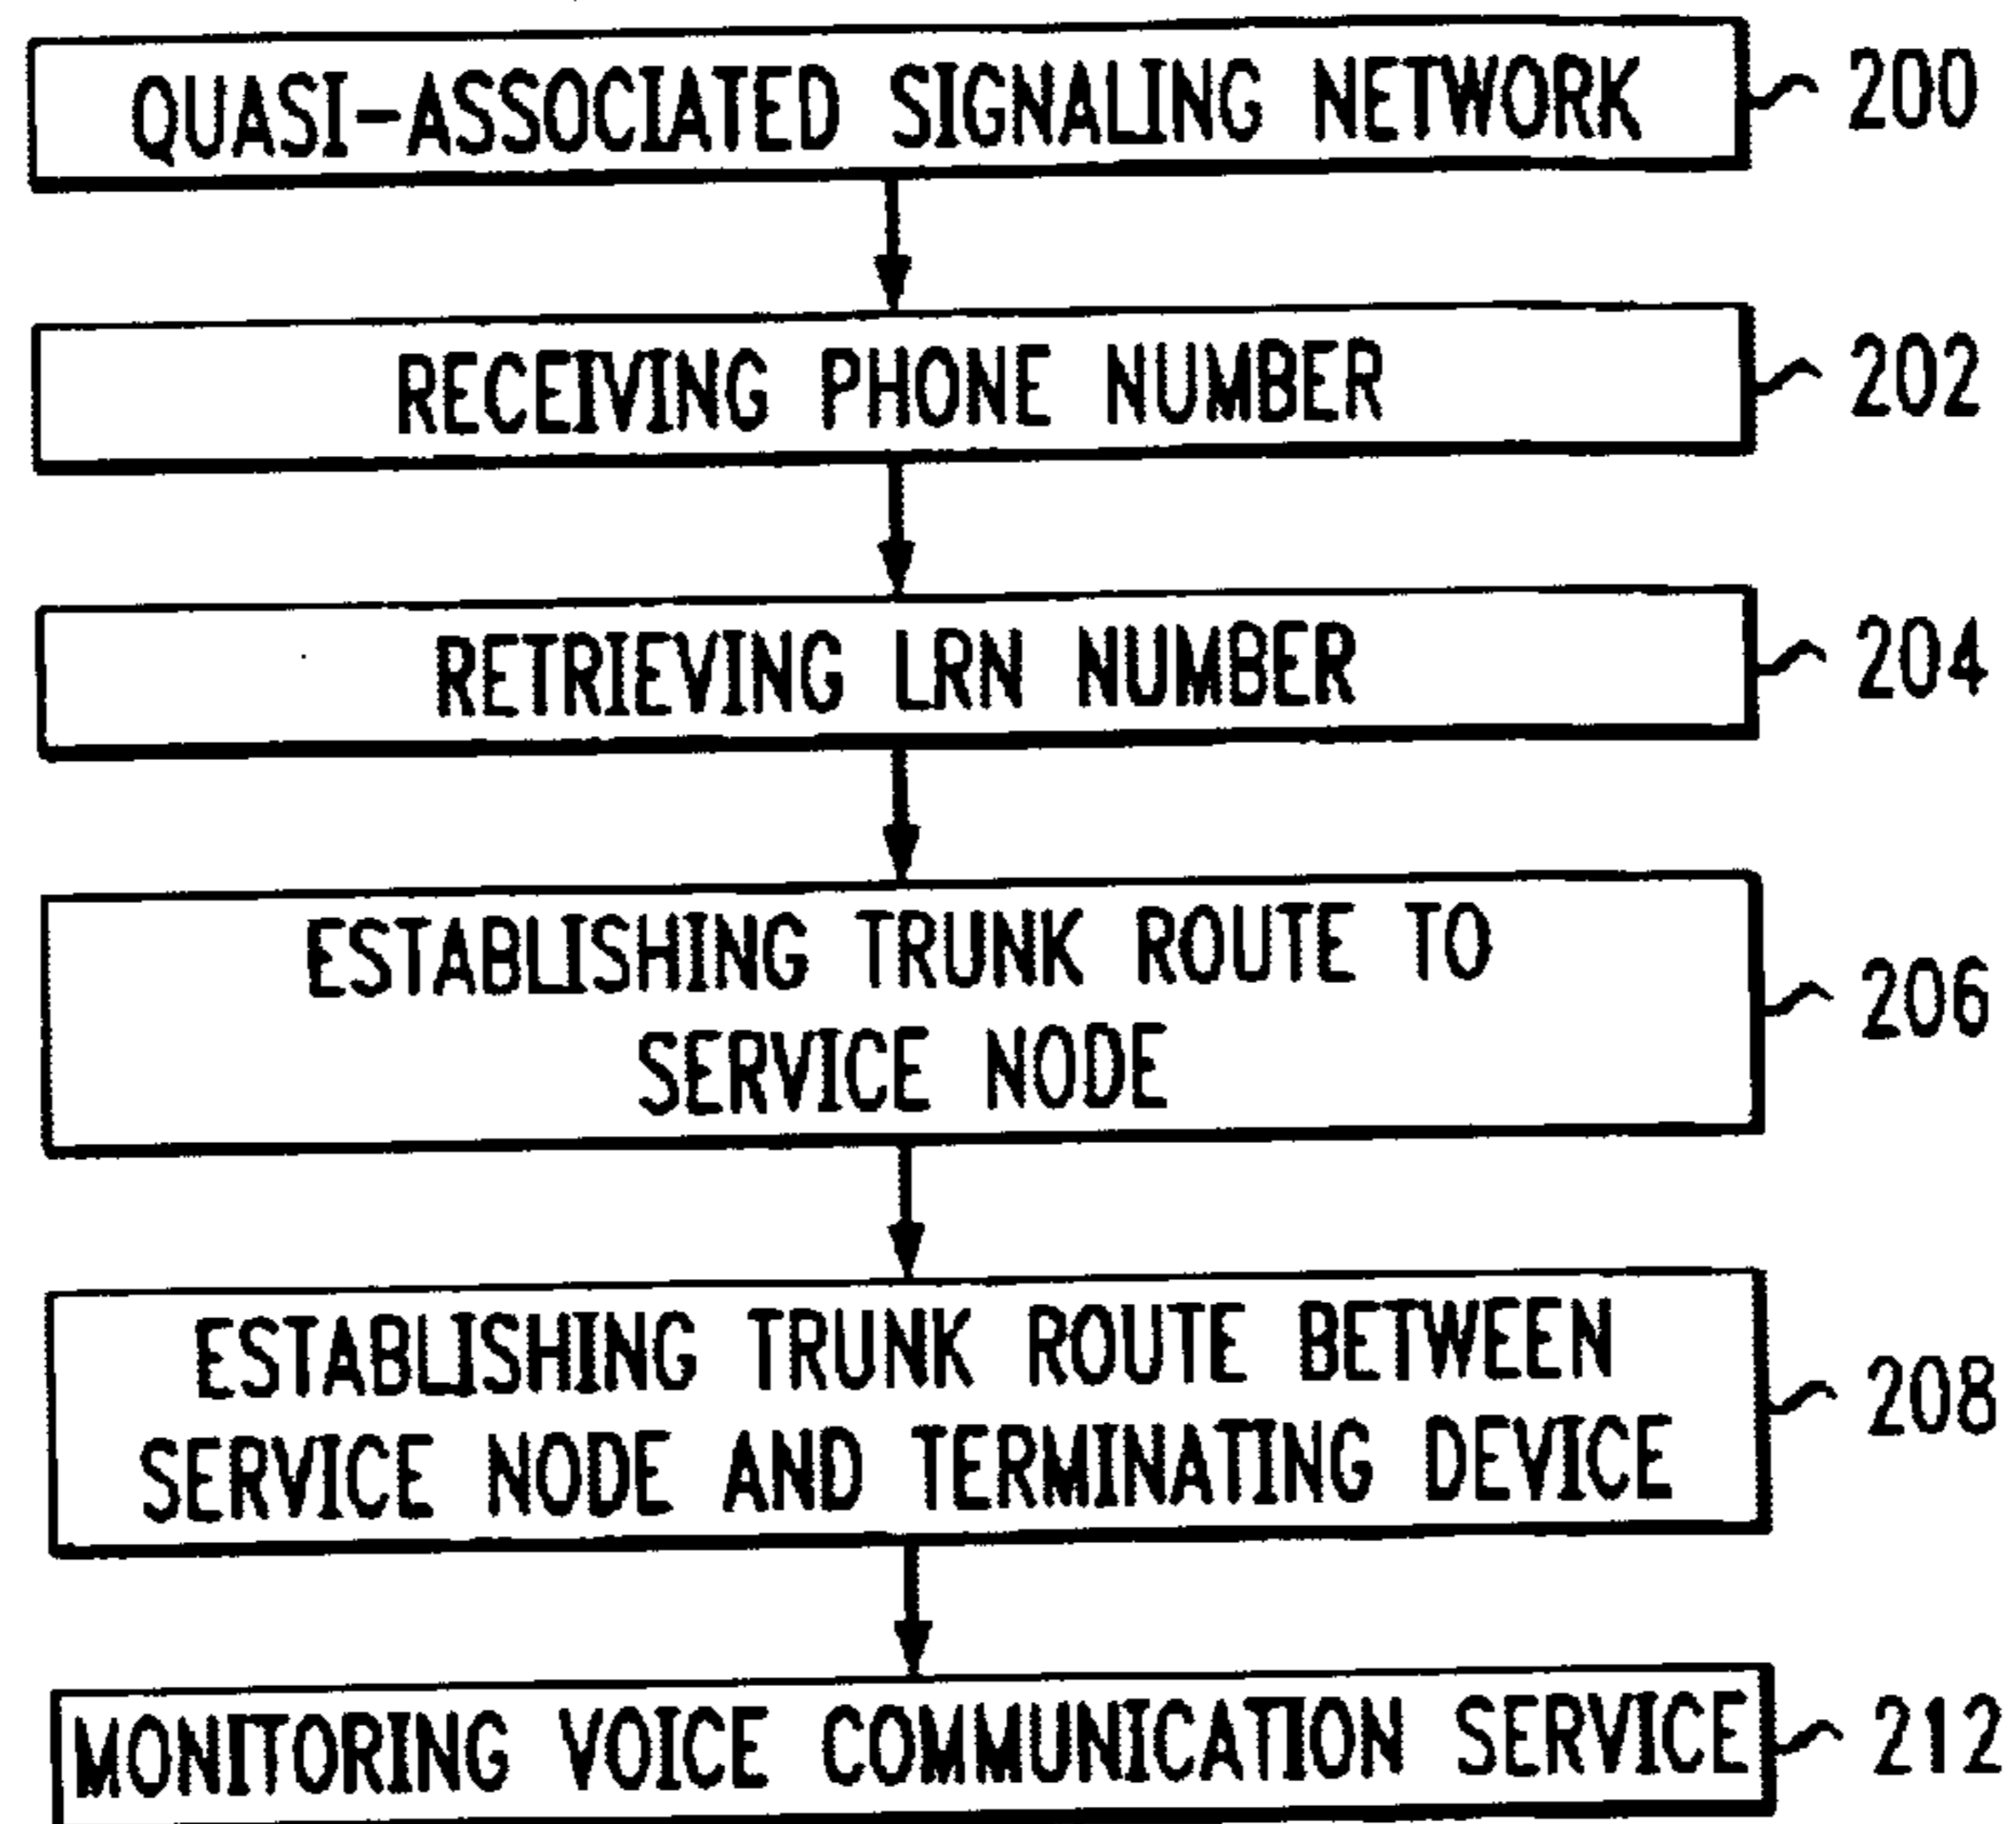 QUASI-ASSOCIATED SIGNALING NETWORK 200
RECEIVING PHONE NUMBER 202
RETRIEVING LRN NUMBER 204
ESTABLISHING TRUNK ROUTE TO
SERVICE NODE
206
ESTABLISHING TRUNK ROUTE BETWEEN
SERVICE NODE AND TERMINATING DEVICE
208
MONITORING VOICE COMMUNICATION SERVICE 212